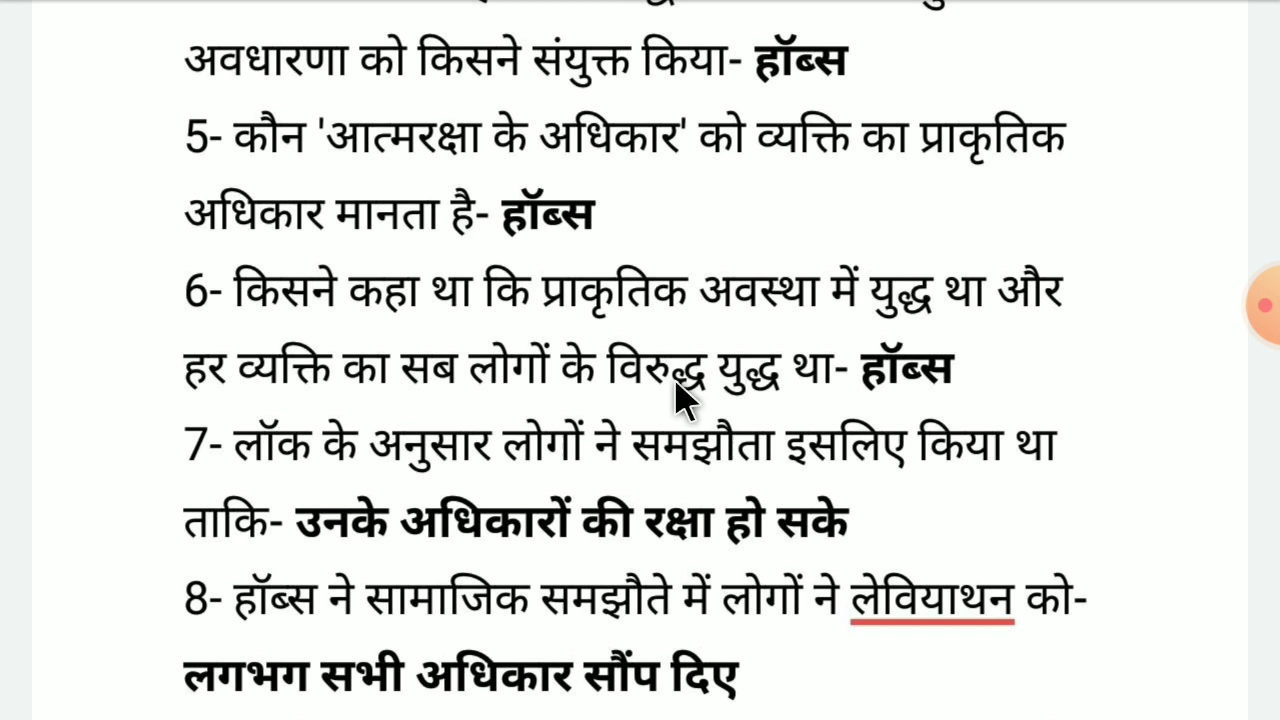 अवधारणा को किसने संयुक्त किया- हॉब्स
5- कौन 'आत्मरक्षा के अधिकार' को व्यक्ति का प्राकृतिक
अधिकार मानता है- हॉब्स
6- किसने कहा था कि प्राकृतिक अवस्था में युद्ध था और
हर व्यक्ति का सब लोगों के विरुद्ध युद्ध था- हॉब्स
7- लॉक के अनुसार लोगों ने समझौता इसलिए किया था
ताकि- उनके अधिकारों की रक्षा हो सके
8- हॉब्स ने सामाजिक समझौते में लोगों ने लेवियाथन को-
लगभग सभी अधिकार सौंप दिए